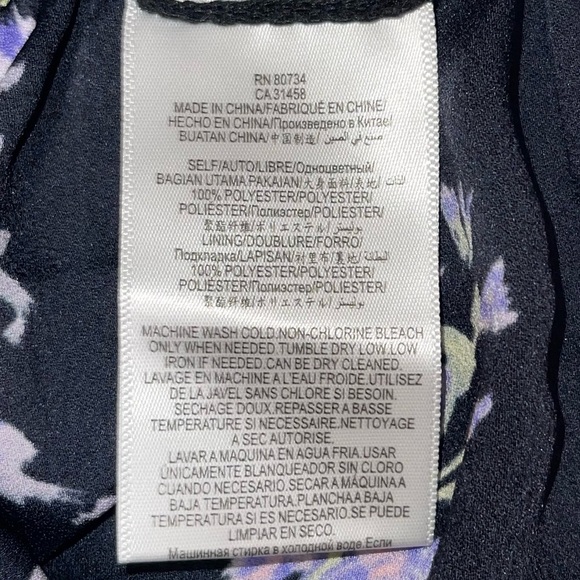 RN 80734
CA 31458
MADE IN CHINA/FABRIQUÉ EN CHINE/
HECHO EN CHINA/Произведено в Китае/
BUATAN CHINA/中国制造/ صنع في الصين
SELF/AUTO/LIBRE/Одноцветный/
BAGIAN UTAMA PAKAIAN/大身面料/表地/ الذات
100% POLYESTER/POLYESTER/
POLIÉSTER/Полиэстер/POLIESTER/
聚酯纤维/ポリエステル/ بوليستر
LINING/DOUBLURE/FORRO/
Подкладка/LAPISAN/衬里布/裏地/ البطانة
100% POLYESTER/POLYESTER/
POLIÉSTER/Полиэстер/POLIESTER/
聚酯纤维/ポリエステル/ بوليستر
MACHINE WASH COLD.NON-CHLORINE BLEACH
ONLY WHEN NEEDED.TUMBLE DRY LOW.LOW
IRON IF NEEDED.CAN BE DRY CLEANED.
LAVAGE EN MACHINE A L'EAU FROIDE.UTILISEZ
DE LA JAVEL SANS CHLORE SI BESOIN.
SECHAGE DOUX.REPASSER A BASSE
TEMPERATURE SI NECESSAIRE.NETTOYAGE
A SEC AUTORISE.
LAVAR A MAQUINA EN AGUA FRIA.USAR
ÚNICAMENTE BLANQUEADOR SIN CLORO
CUANDO NECESARIO.SECAR A MÁQUINA A
BAJA TEMPERATURA.PLANCHA A BAJA
TEMPERATURA SI NECESARIO.SE PUEDE
LIMPIAR EN SECO.
Машинная стирка в холодной воде.Если